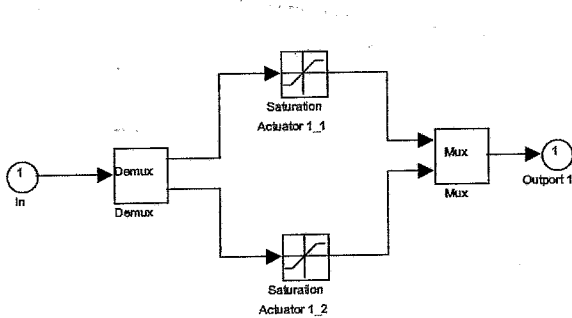 Saturation
Actuator 1_1
1
In
Demux
Demux
Mux
Mux
1
Outport 1
Saturation
Actuator 1_2